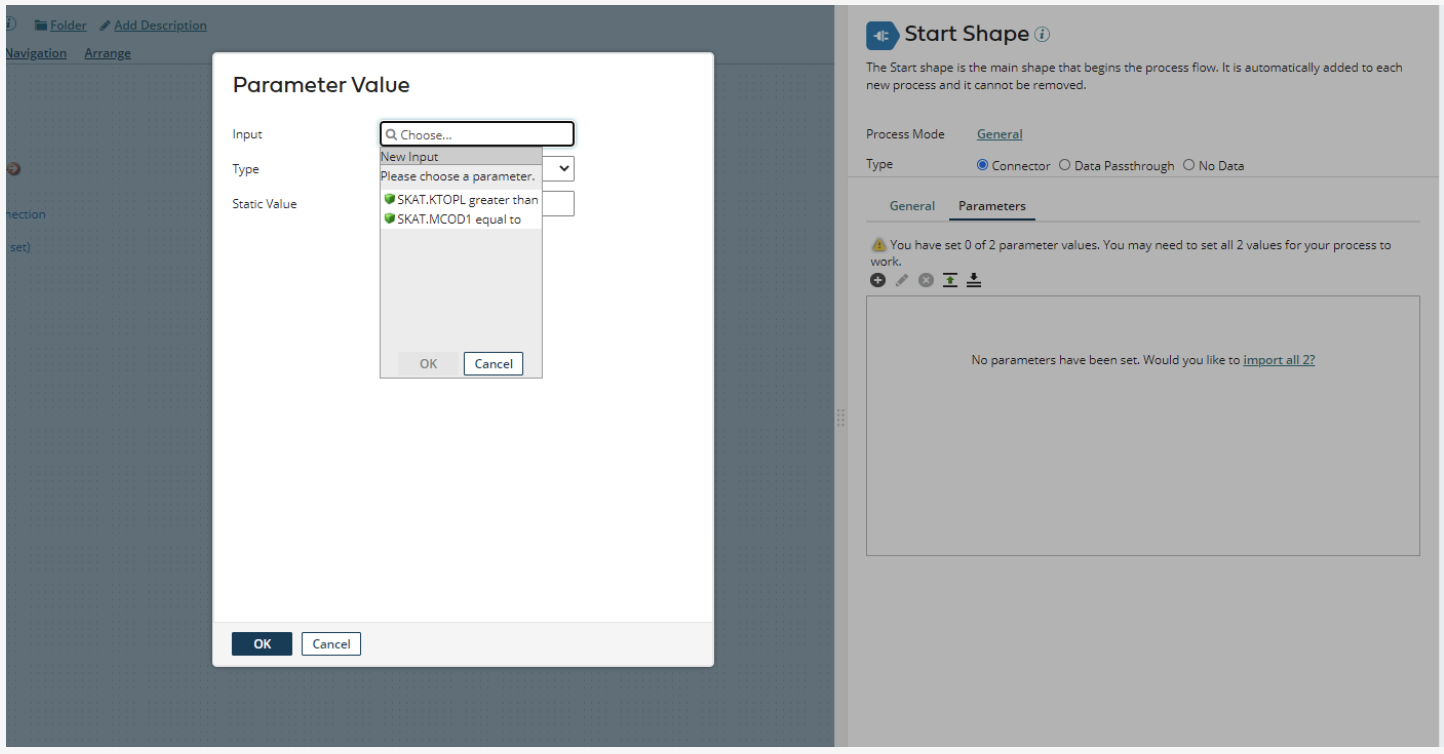 Folder Add Description
Navigation Arrange
set)
Parameter Value
Input
Choose...
New Input
Please choose a parameter.
SKAT.KTOPL greater than
SKAT.MCOD1 equal to
OK Cancel
Type
Static Value
OK Cancel
Start Shape
The Start shape is the main shape that begins the process flow. It is automatically added to each
new process and it cannot be removed.
Process Mode General
Type Connector Data Passthrough No Data
General Parameters
You have set 0 of 2 parameter values. You may need to set all 2 values for your process to
work.
No parameters have been set. Would you like to import all 2?